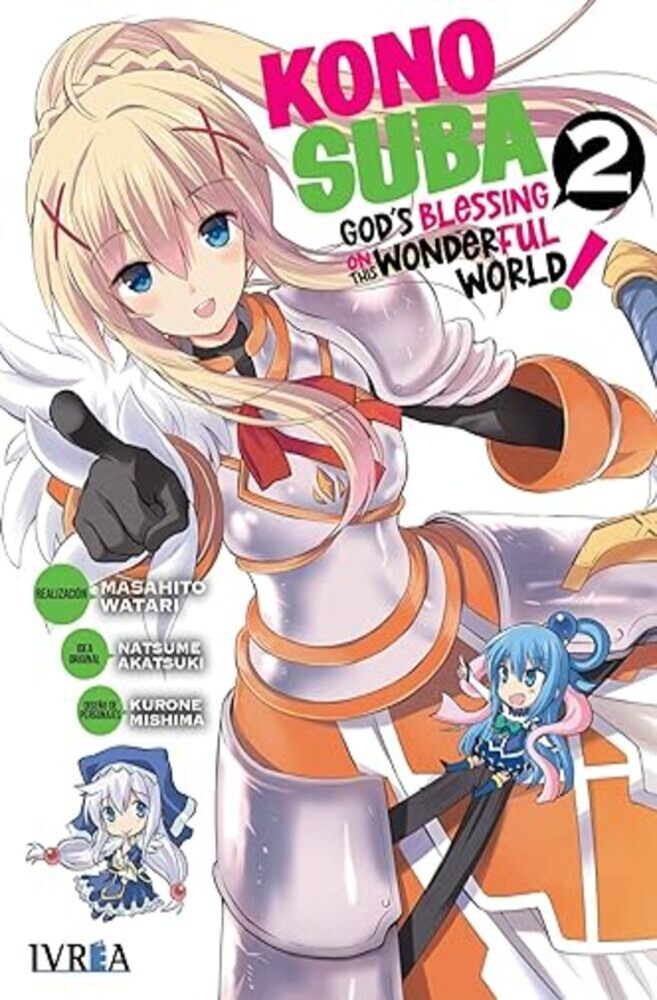 KONO
SUBA
2
GOD'S BLESSING
ON THIS WONDERFUL
WORLD!
REALIZACIÓN
MASAHITO
WATARI
IDEA
ORIGINAL
NATSUME
AKATSUKI
DISEÑO DE
PERSONAJES
KURONE
MISHIMA
IVREA